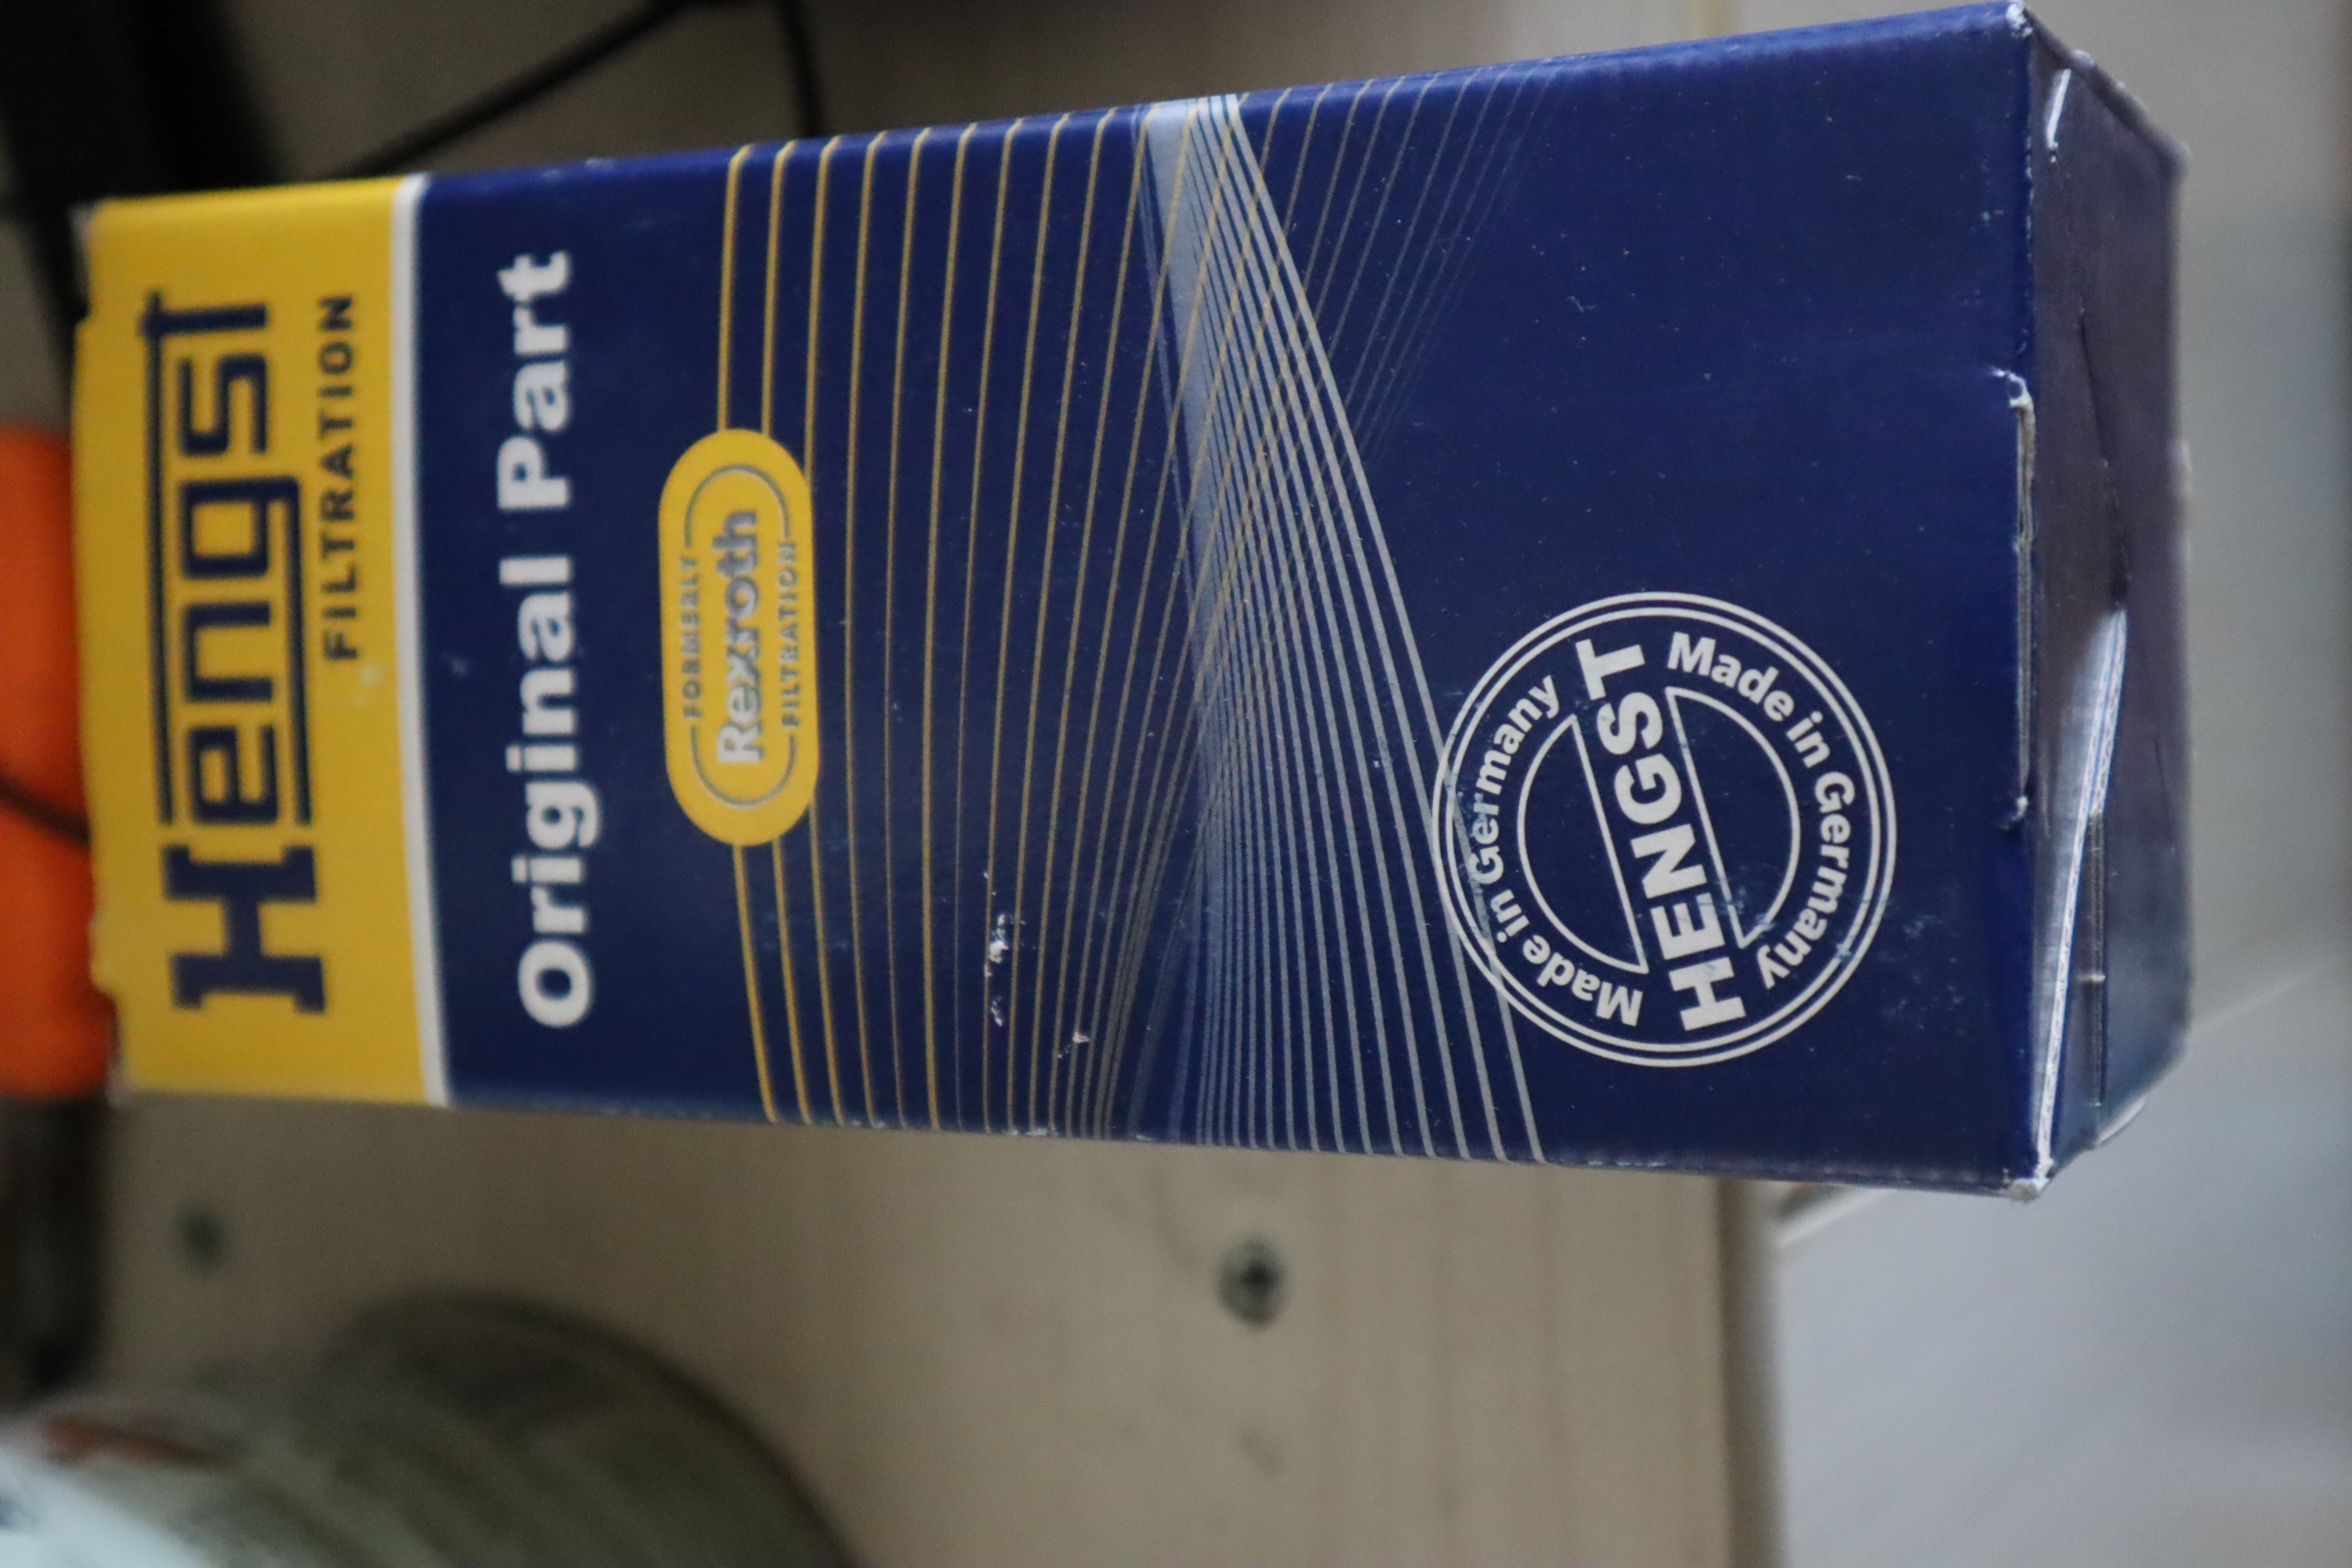 Hengst
FILTRATION
Original Part
FORMERLY
Rexroth
FILTRATION
Made in Germany
HENGST
Made in Germany